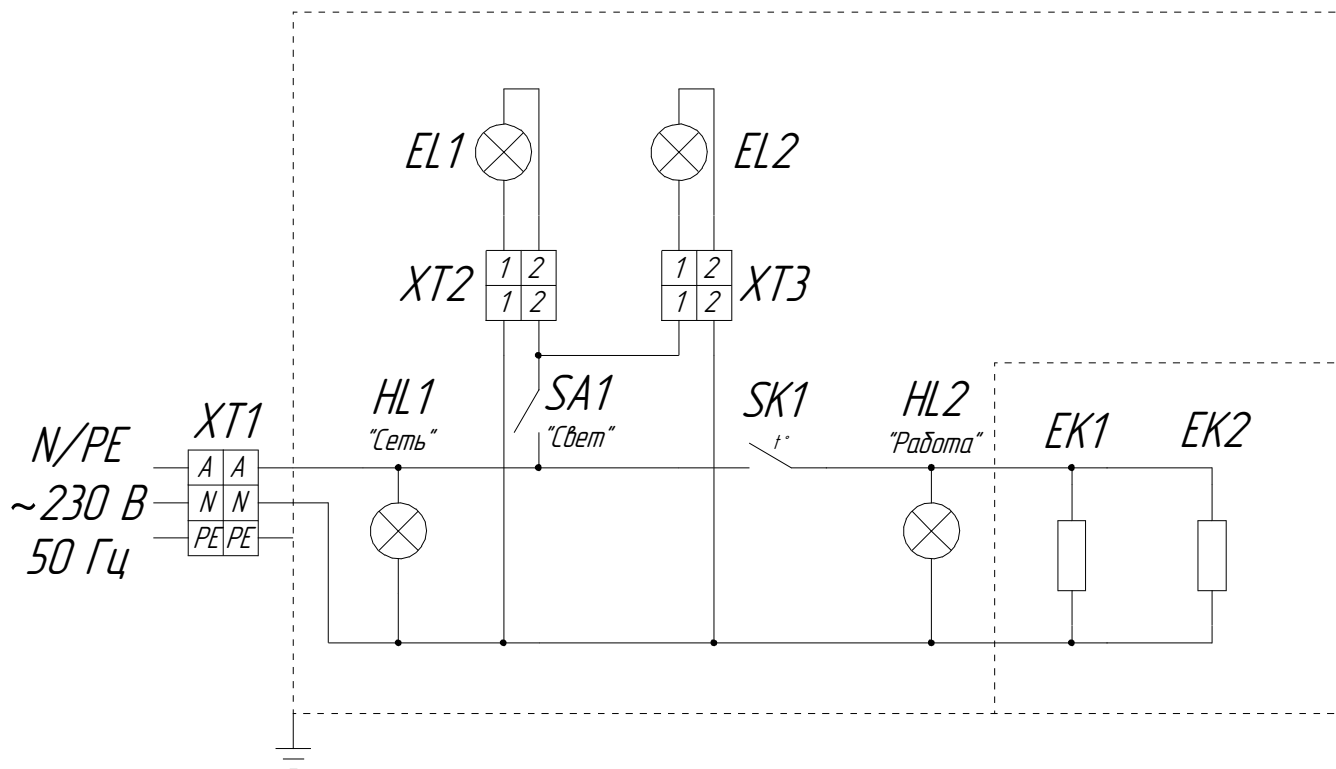 EL1
EL2
XT2
1 2
1 2
1 2
1 2
XT3
HL1
"Сеть"
SA1
"Свет"
SK1
t°
HL2
"Работа"
EK1
EK2
XT1
N/PE
~230 В
50 Гц
A A
N N
PE PE